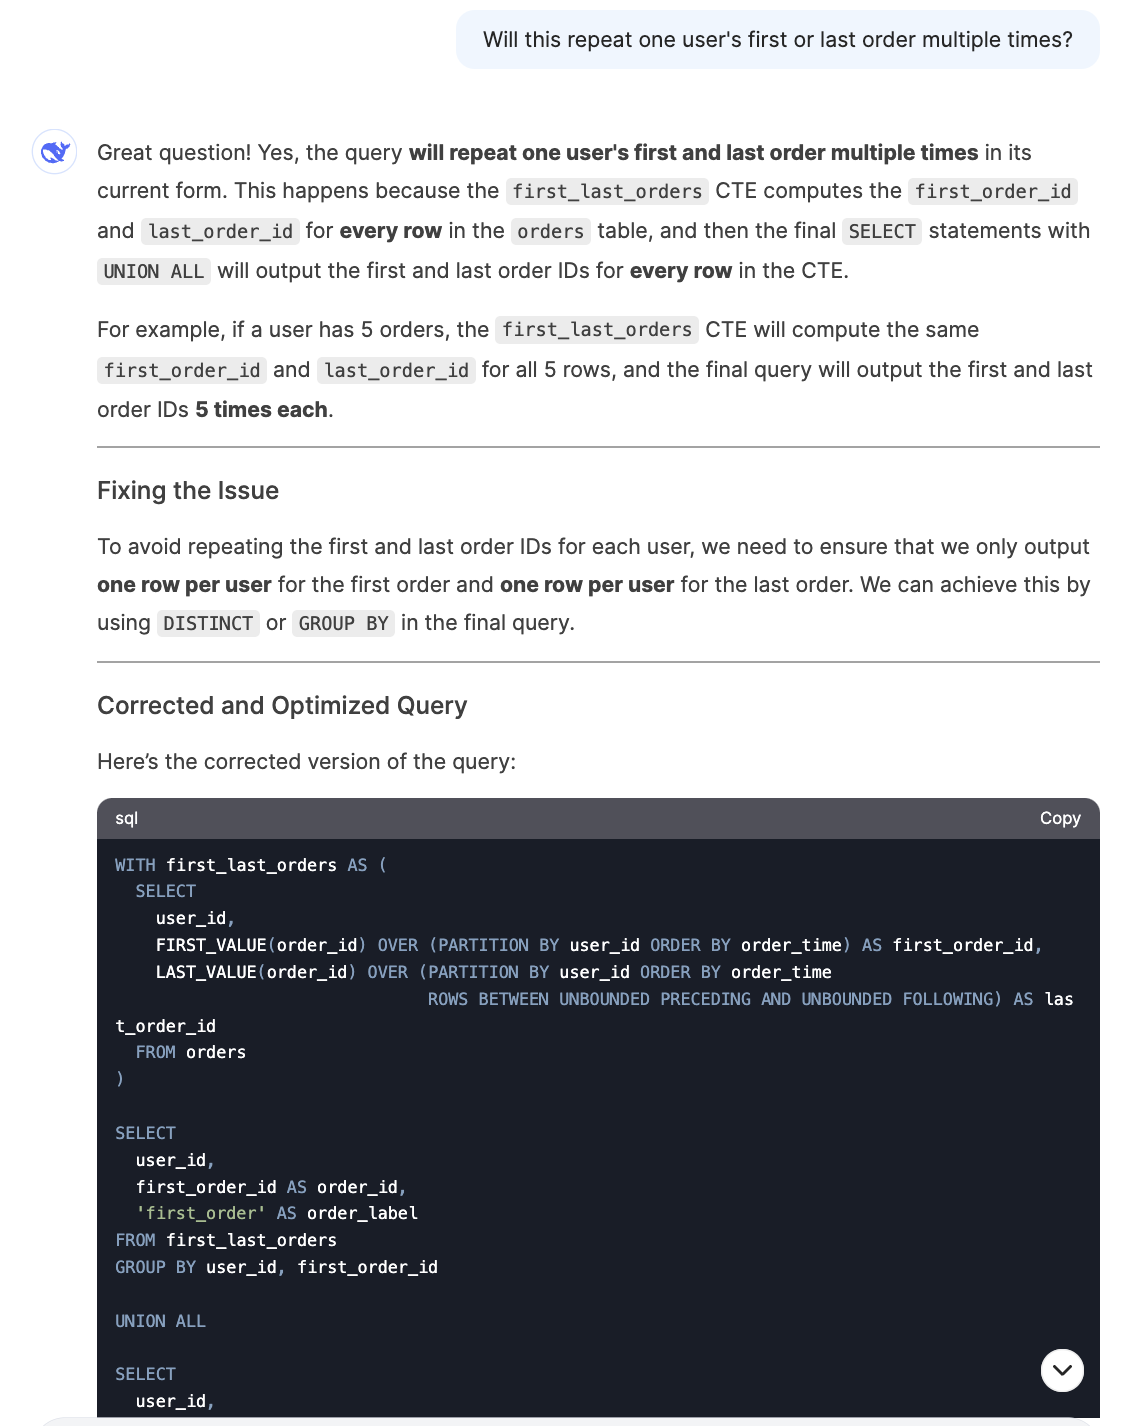 Will this repeat one user's first or last order multiple times?
Great question! Yes, the query will repeat one user's first and last order multiple times in its
current form. This happens because the first_last_orders CTE computes the first_order_id
and last_order_id for every row in the orders table, and then the final SELECT statements with
UNION ALL will output the first and last order IDs for every row in the CTE.
For example, if a user has 5 orders, the first_last_orders CTE will compute the same
first_order_id and last_order_id for all 5 rows, and the final query will output the first and last
order IDs 5 times each.
Fixing the Issue
To avoid repeating the first and last order IDs for each user, we need to ensure that we only output
one row per user for the first order and one row per user for the last order. We can achieve this by
using DISTINCT or GROUP BY in the final query.
Corrected and Optimized Query
Here’s the corrected version of the query:
sql Copy
WITH first_last_orders AS (
  SELECT
    user_id,
    FIRST_VALUE(order_id) OVER (PARTITION BY user_id ORDER BY order_time) AS first_order_id,
    LAST_VALUE(order_id) OVER (PARTITION BY user_id ORDER BY order_time
                               ROWS BETWEEN UNBOUNDED PRECEDING AND UNBOUNDED FOLLOWING) AS las
t_order_id
  FROM orders
)
SELECT
  user_id,
  first_order_id AS order_id,
  'first_order' AS order_label
FROM first_last_orders
GROUP BY user_id, first_order_id
UNION ALL
SELECT
  user_id,